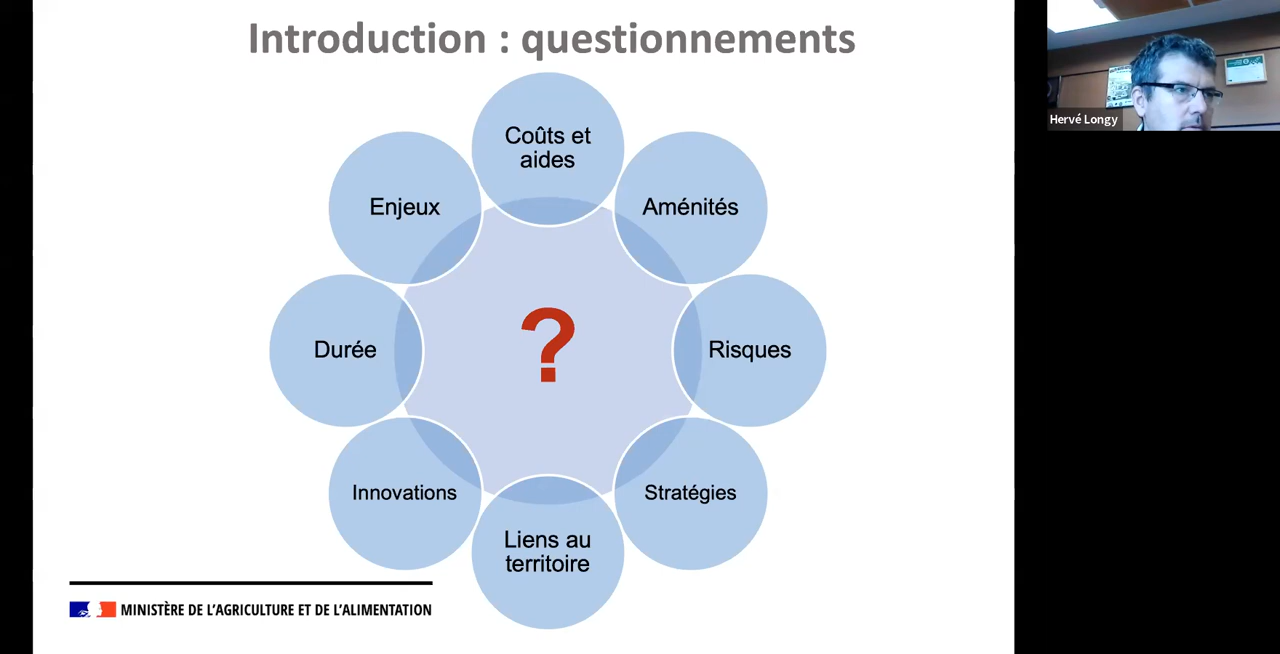 Introduction : questionnements
Hervé Longy
Coûts et
aides
Enjeux
Aménités
?
Durée
Risques
Innovations
Stratégies
Liens au
territoire
MINISTÈRE DE L'AGRICULTURE ET DE L'ALIMENTATION